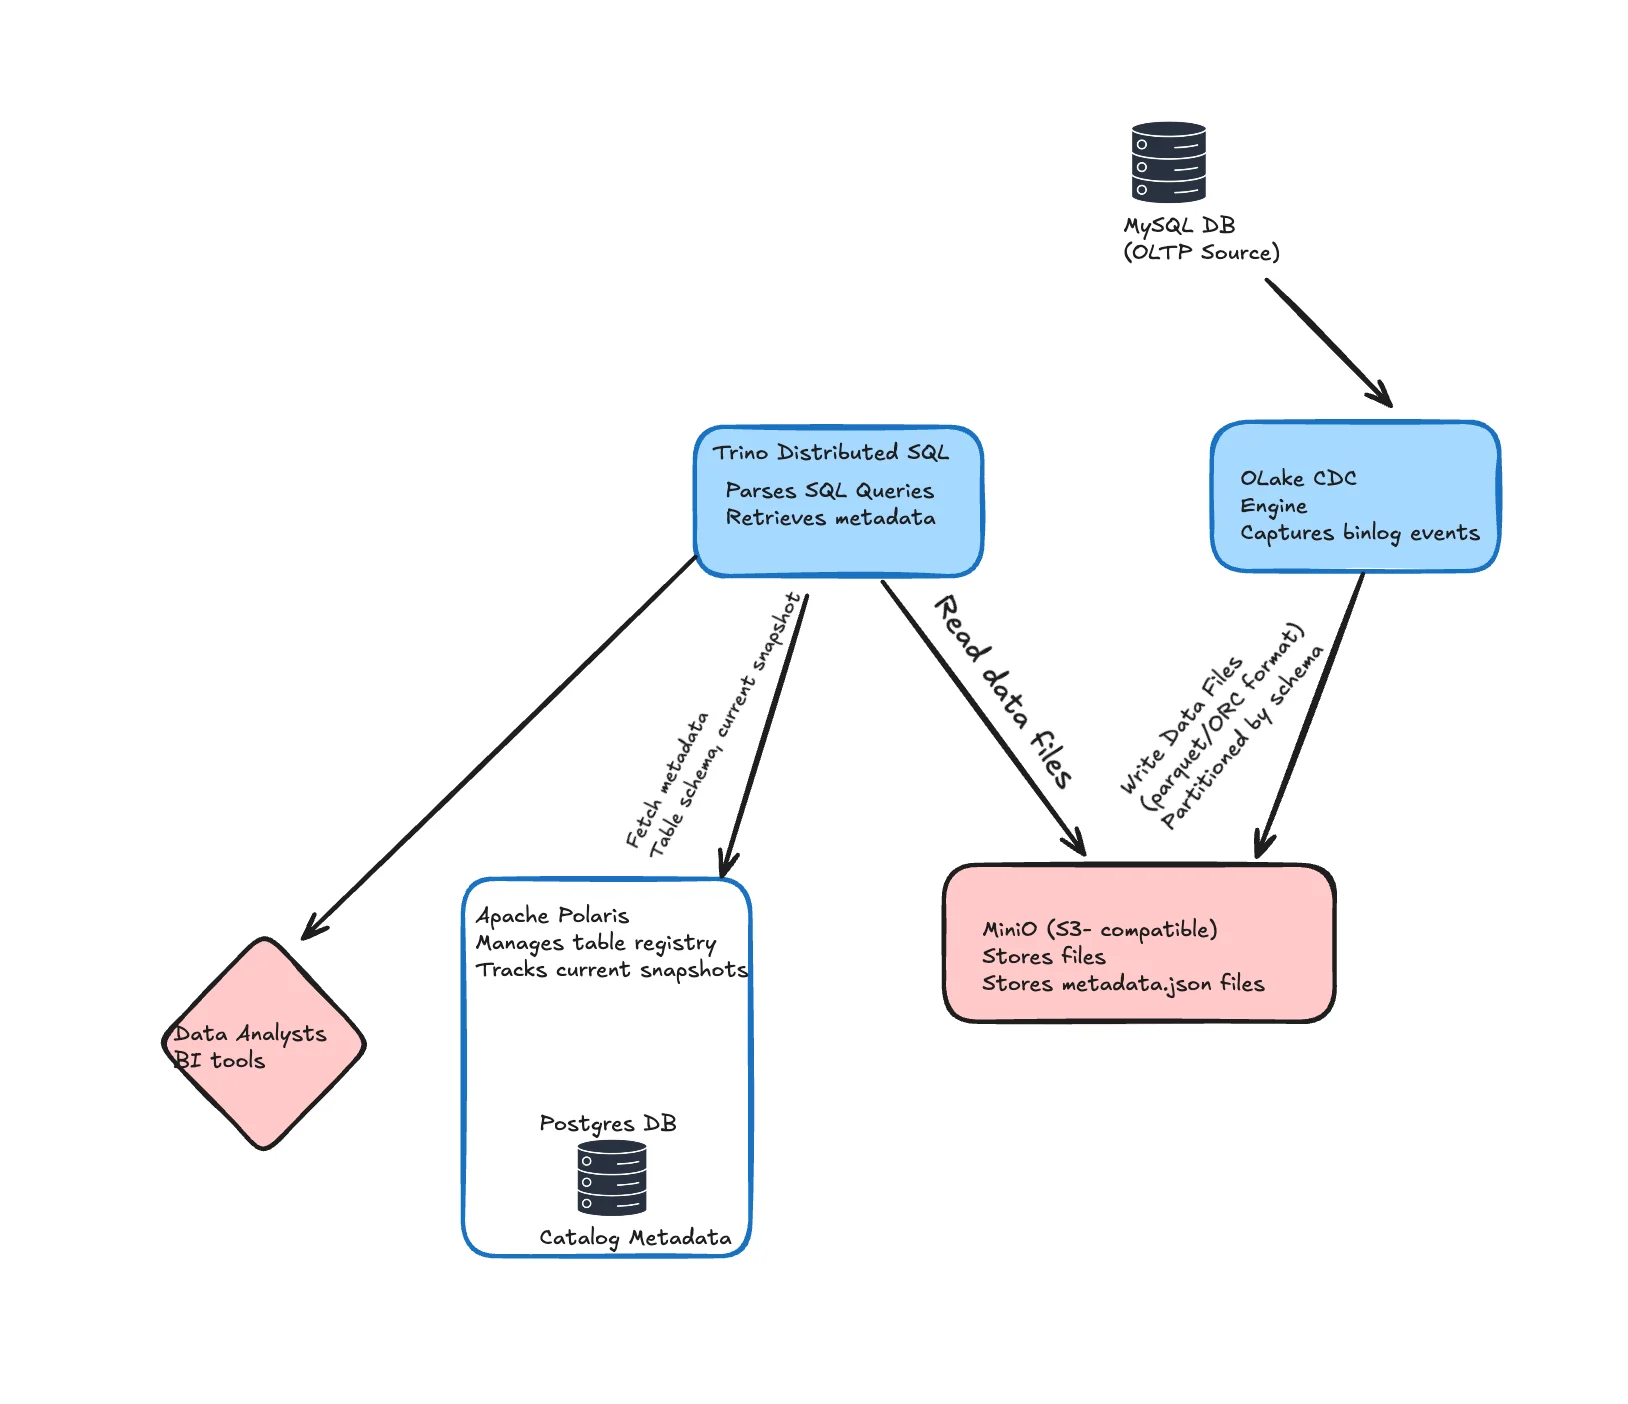 MySQL DB
(OLTP Source)
Trino Distributed SQL
Parses SQL Queries
Retrieves metadata
OLake CDC
Engine
Captures binlog events
Fetch metadata
Table schema, current snapshot
Read data files
Write Data Files
(parquet/ORC format)
Partitioned by schema
Apache Polaris
Manages table registry
Tracks current snapshots
MiniO (S3- compatible)
Stores files
Stores metadata.json files
Data Analysts
BI tools
Postgres DB
Catalog Metadata